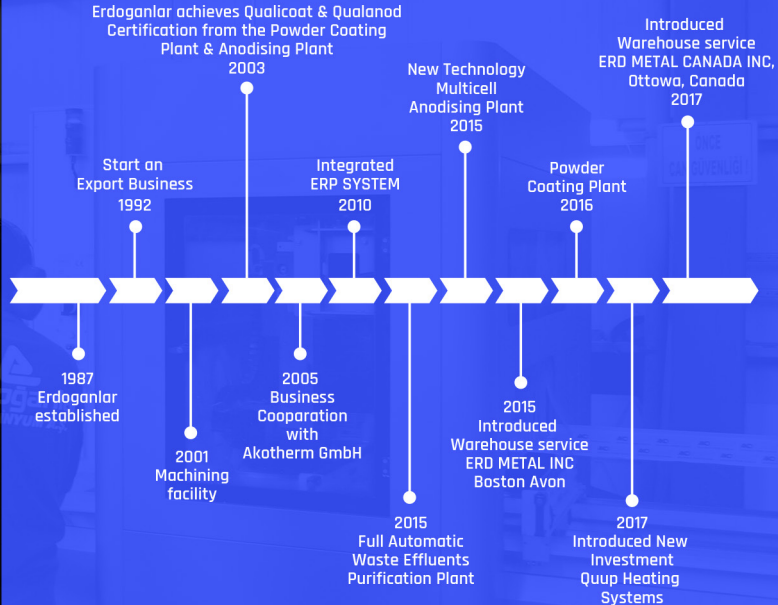 Erdoganlar achieves Qualicoat & Qualanod
Certification from the Powder Coating
Plant & Anodising Plant
2003
Introduced
Warehouse service
ERD METAL CANADA INC,
Ottowa, Canada
2017
New Technology
Multicell
Anodising Plant
2015
Start an
Export Business
1992
Integrated
ERP SYSTEM
2010
Powder
Coating Plant
2016
ÖNCE
CAN GÜVENLİĞİ
1987
Erdoganlar
established
2005
Business
Cooparation
with
Akotherm GmbH
2001
Machining
facility
2015
Introduced
Warehouse service
ERD METAL INC
Boston Avon
2015
Full Automatic
Waste Effluents
Purification Plant
2017
Introduced New
Investment
Quup Heating
Systems